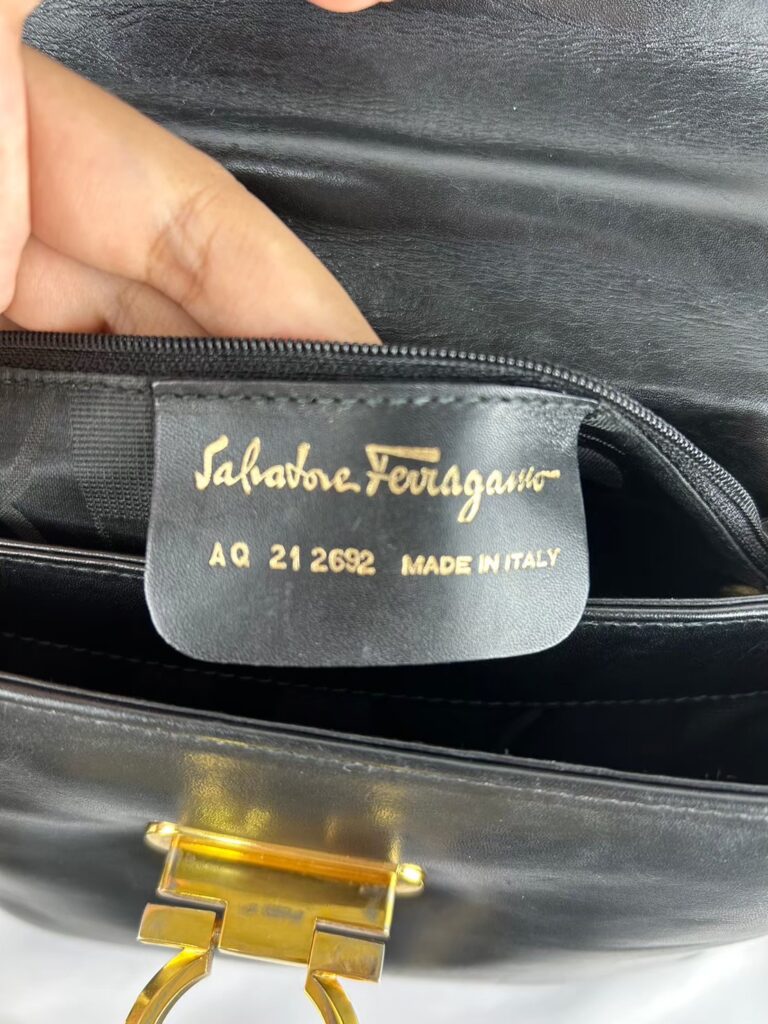 Salvatore Ferragamo
AQ 21 2692 MADE IN ITALY